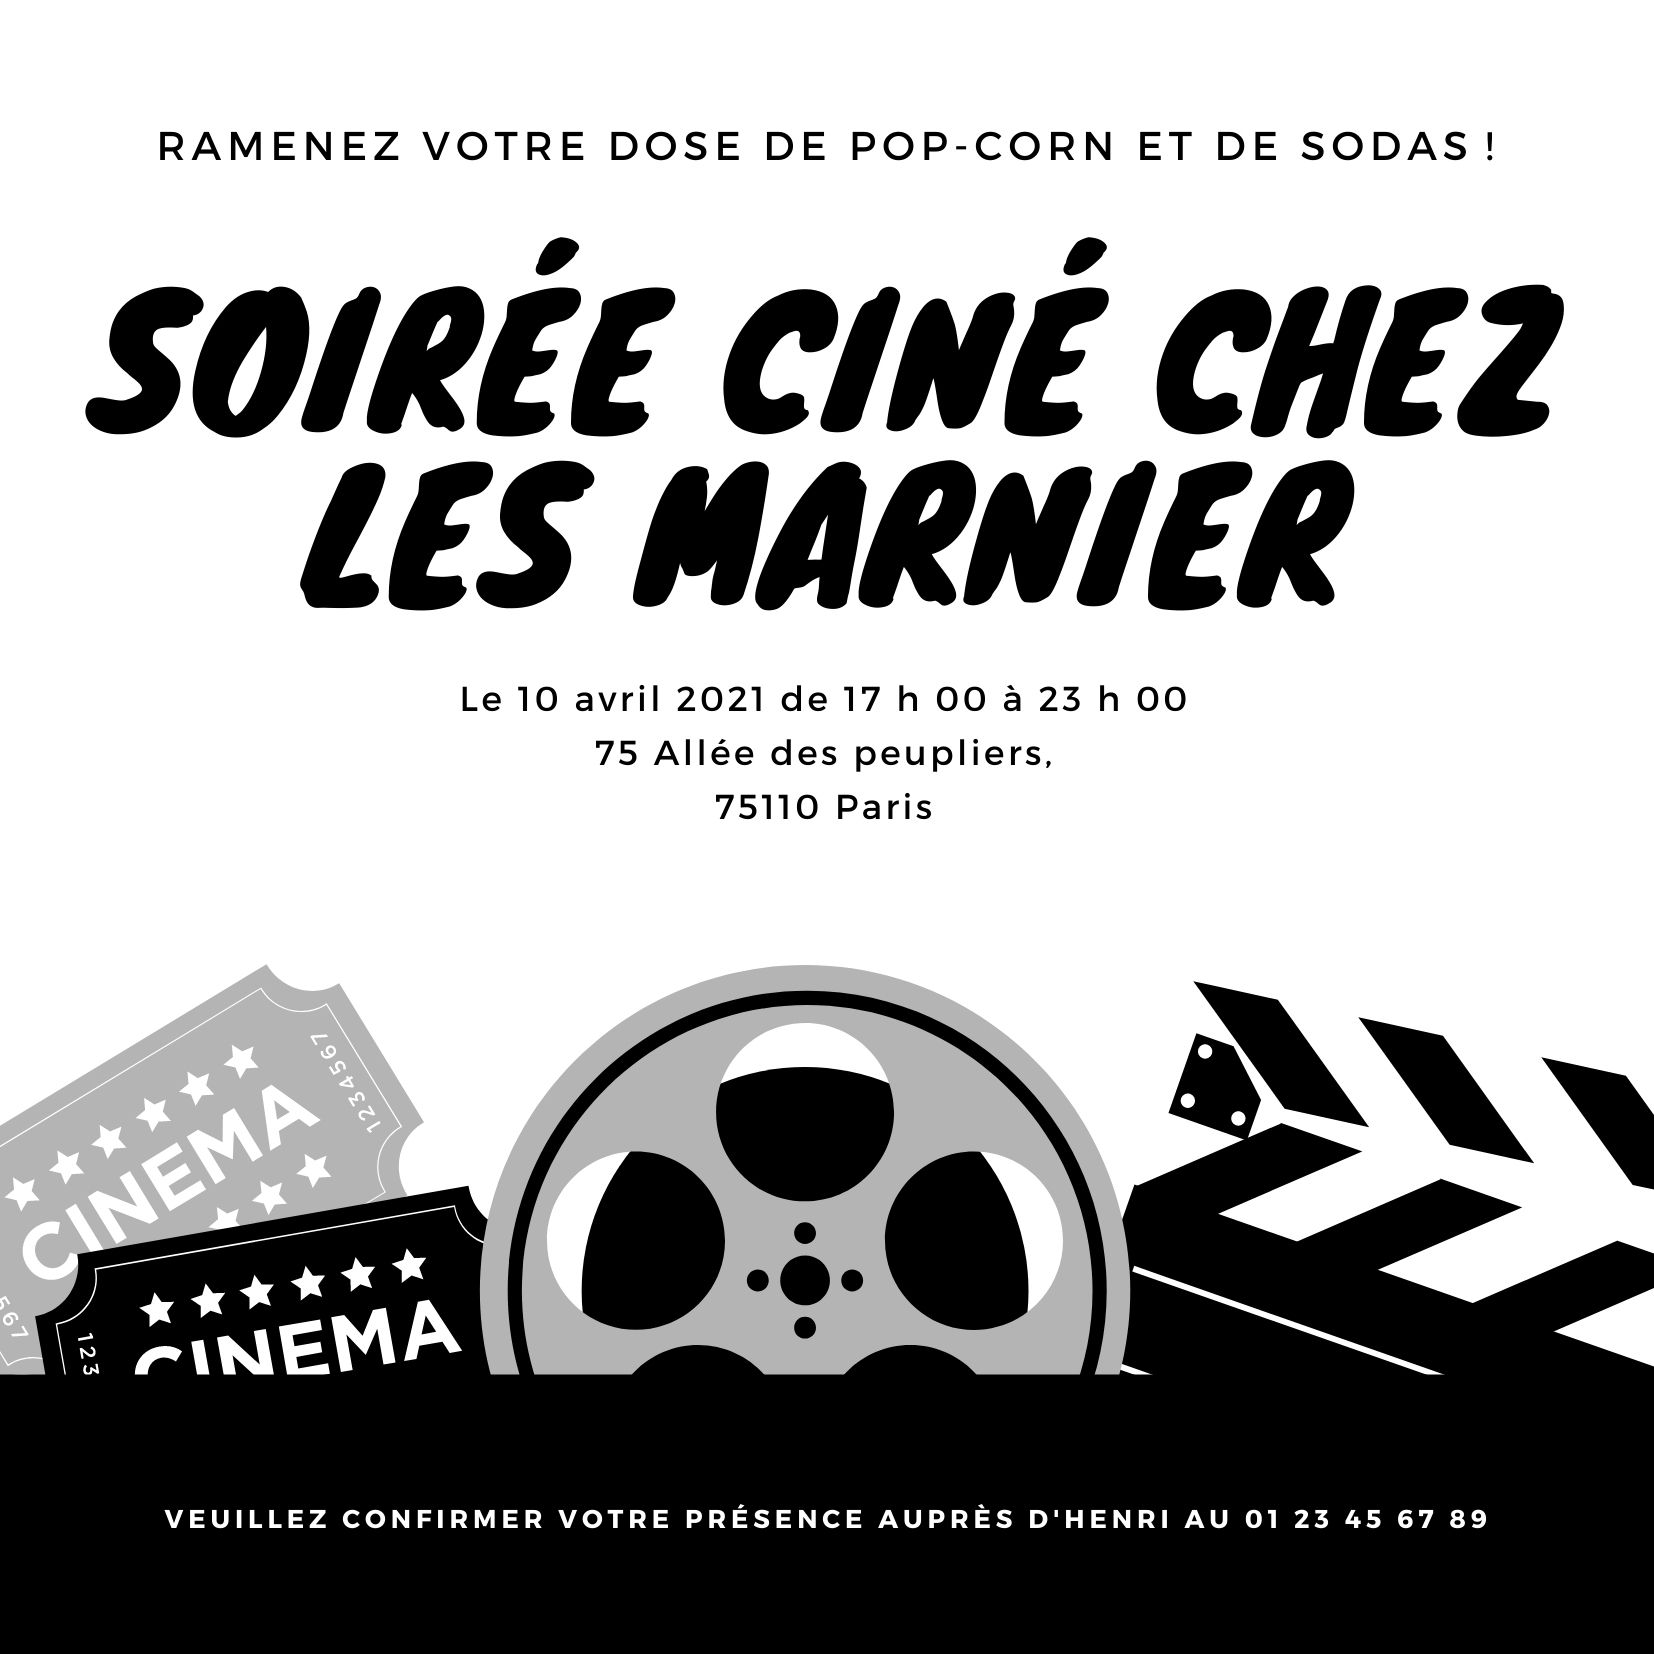 RAMENEZ VOTRE DOSE DE POP-CORN ET DE SODAS !
SOIRÉE CINÉ CHEZ
LES MARNIER
Le 10 avril 2021 de 17 h 00 à 23 h 00
75 Allée des peupliers,
75110 Paris
1234567
CINEMA
567
CINEMA
123
VEUILLEZ CONFIRMER VOTRE PRÉSENCE AUPRÈS D'HENRI AU 01 23 45 67 89